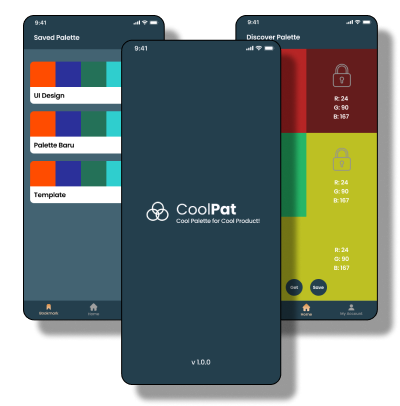 9:41
Saved Palette
UI Design
Palette Baru
Template
Bookmark
Home
9:41
CoolPat
Cool Palette for Cool Product!
v 1.0.0
9:41
Discover Palette
R: 24
G: 90
B: 167
R: 24
G: 90
B: 167
R: 24
G: 90
B: 167
Get
Save
Home
My Account